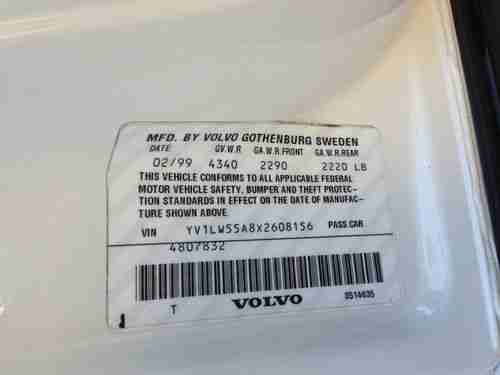 MFD. BY VOLVO GOTHENBURG SWEDEN
DATE: GV.W.R GA.W.R.FRONT GA.W.R.REAR
02/99 4340 2290 2220 LB
THIS VEHICLE CONFORMS TO ALL APPLICABLE FEDERAL
MOTOR VEHICLE SAFETY, BUMPER AND THEFT PROTEC-
TION STANDARDS IN EFFECT ON THE DATE OF MANUFAC-
TURE SHOWN ABOVE.
VIN YV1LW55A8X2608156 PASS.CAR
4807832
T VOLVO 3514635